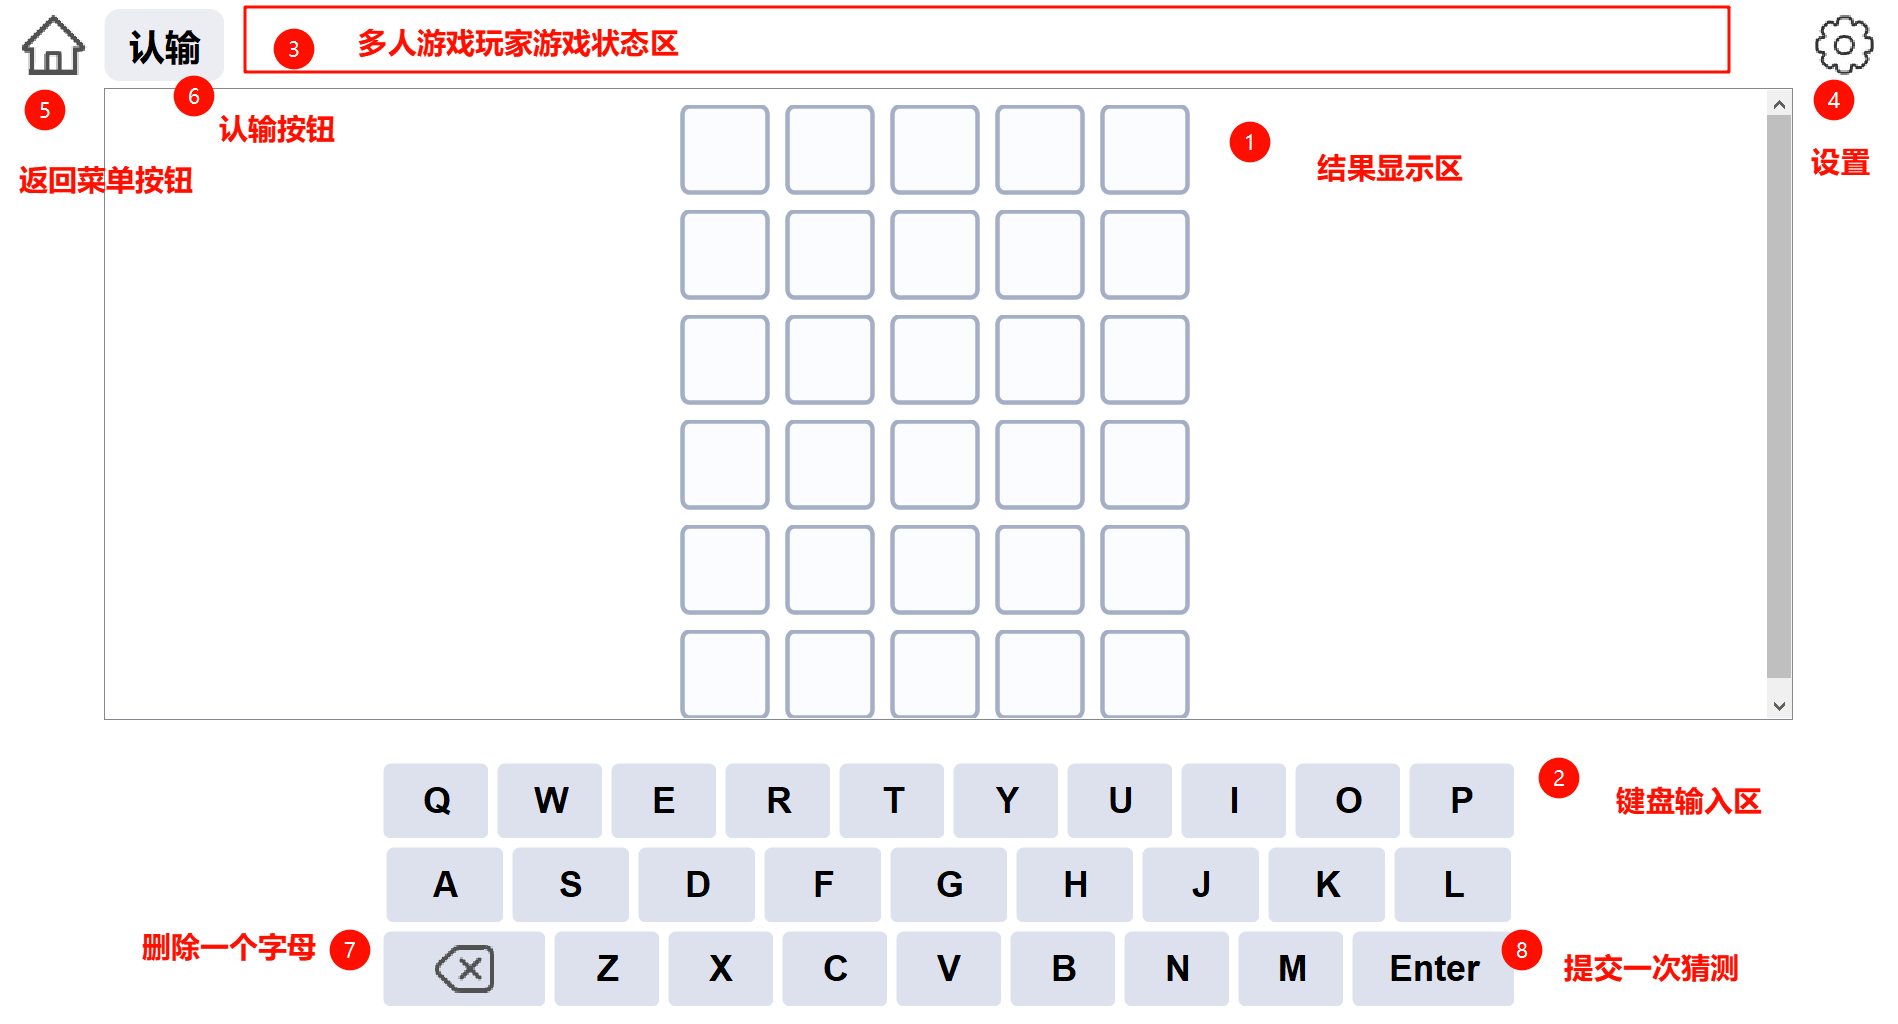 认输
3 多人游戏玩家游戏状态区
5
6
4
认输按钮
1
结果显示区
设置
返回菜单按钮
Q W E R T Y U I O P
2
键盘输入区
A S D F G H J K L
删除一个字母 7
Z X C V B N M Enter
8
提交一次猜测